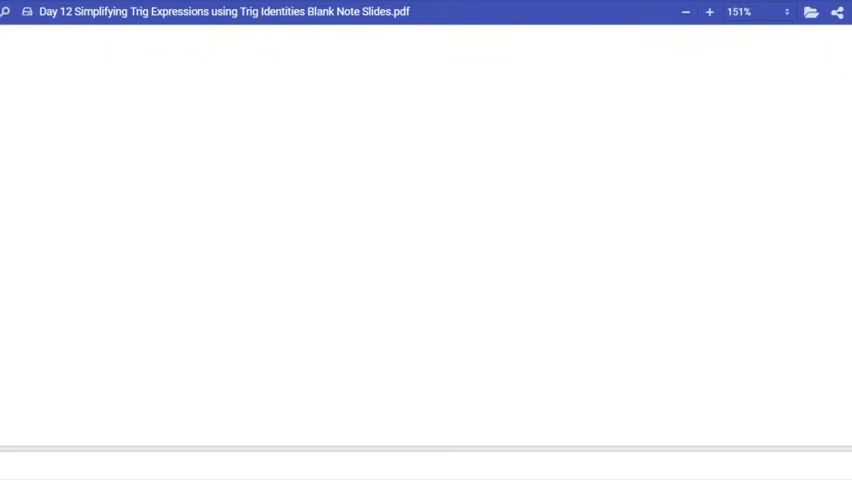 Day 12 Simplifying Trig Expressions using Trig Identities Blank Note Slides.pdf
151%